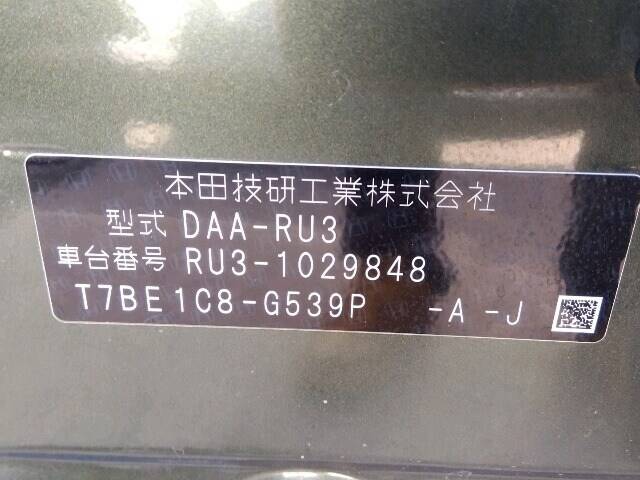 本田技研工業株式会社
型式 DAA-RU3
車台番号 RU3-1029848
T7BE1C8-G539P -A -J